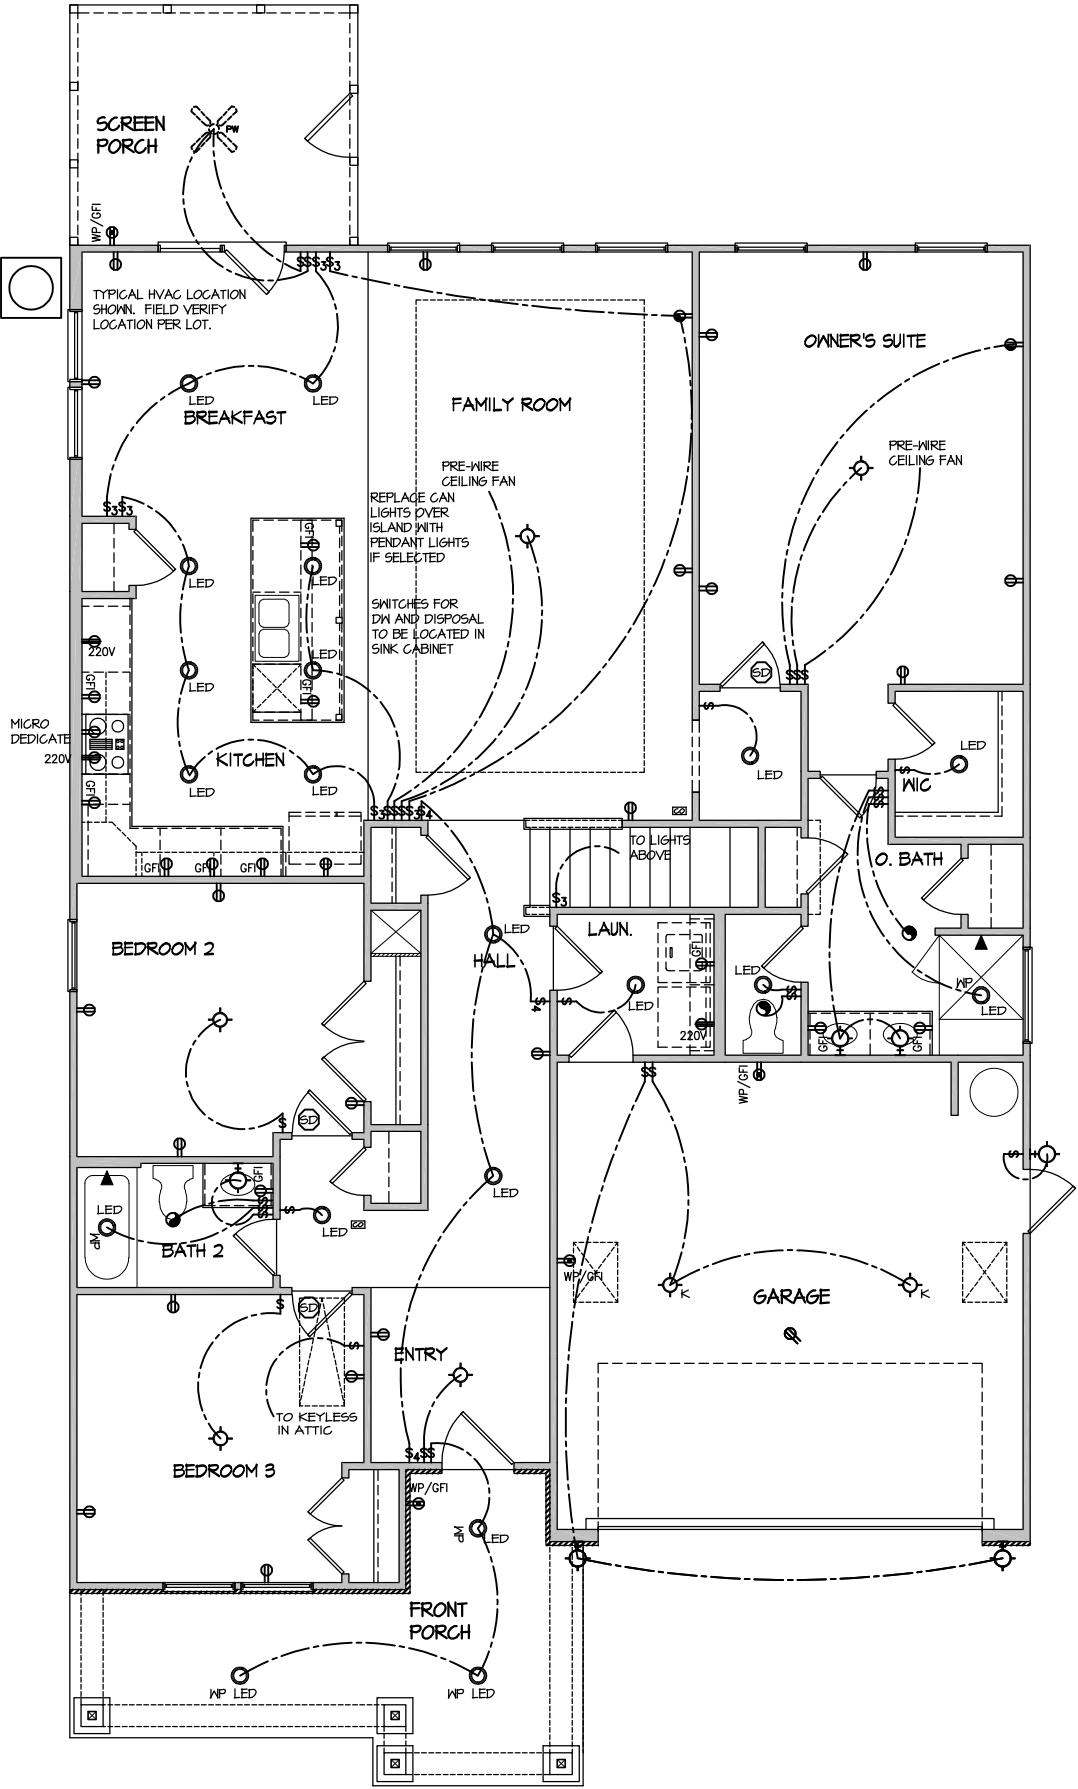 SCREEN
PORCH
PW
WP/GFI
TYPICAL HVAC LOCATION
SHOWN. FIELD VERIFY
LOCATION PER LOT.
$$$3$3
OWNER'S SUITE
LED
LED
BREAKFAST
FAMILY ROOM
PRE-WIRE
CEILING FAN
PRE-WIRE
CEILING FAN
REPLACE CAN
LIGHTS OVER
ISLAND WITH
PENDANT LIGHTS
IF SELECTED
$3$3
GFI
LED
LED
SWITCHES FOR
DW AND DISPOSAL
TO BE LOCATED IN
SINK CABINET
220V
LED
LED
GFI
GFI
SD
$$$
MICRO
DEDICATE
220V
KITCHEN
$
LED
LED
LED
LED
GFI
WIC
$
$3$$$$3$4
TO LIGHTS
ABOVE
$$$
GFI
GFI
GFI
O. BATH
$3
BEDROOM 2
LED
HALL
LAUN.
GFI
LED
WP
LED
$4
$
LED
$$
220V
GFI
GFI
$$
WP/GFI
$
SD
$
GFI
LED
WP
$$$
$
LED
LED
BATH 2
WP/GFI
K
GARAGE
K
$
SD
$
ENTRY
TO KEYLESS
IN ATTIC
BEDROOM 3
$4$$
WP/GFI
WP
LED
FRONT
PORCH
WP LED
WP LED